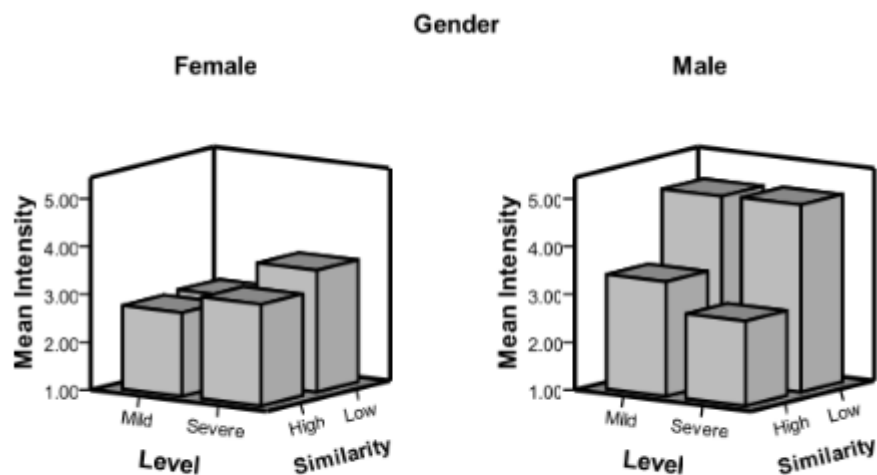 Gender
Female
Male
Mean Intensity
5.00
4.00
3.00
2.00
1.00
Mild
Severe
Level
High
Low
Similarity
Mean Intensity
5.00
4.00
3.00
2.00
1.00
Mild
Severe
Level
High
Low
Similarity